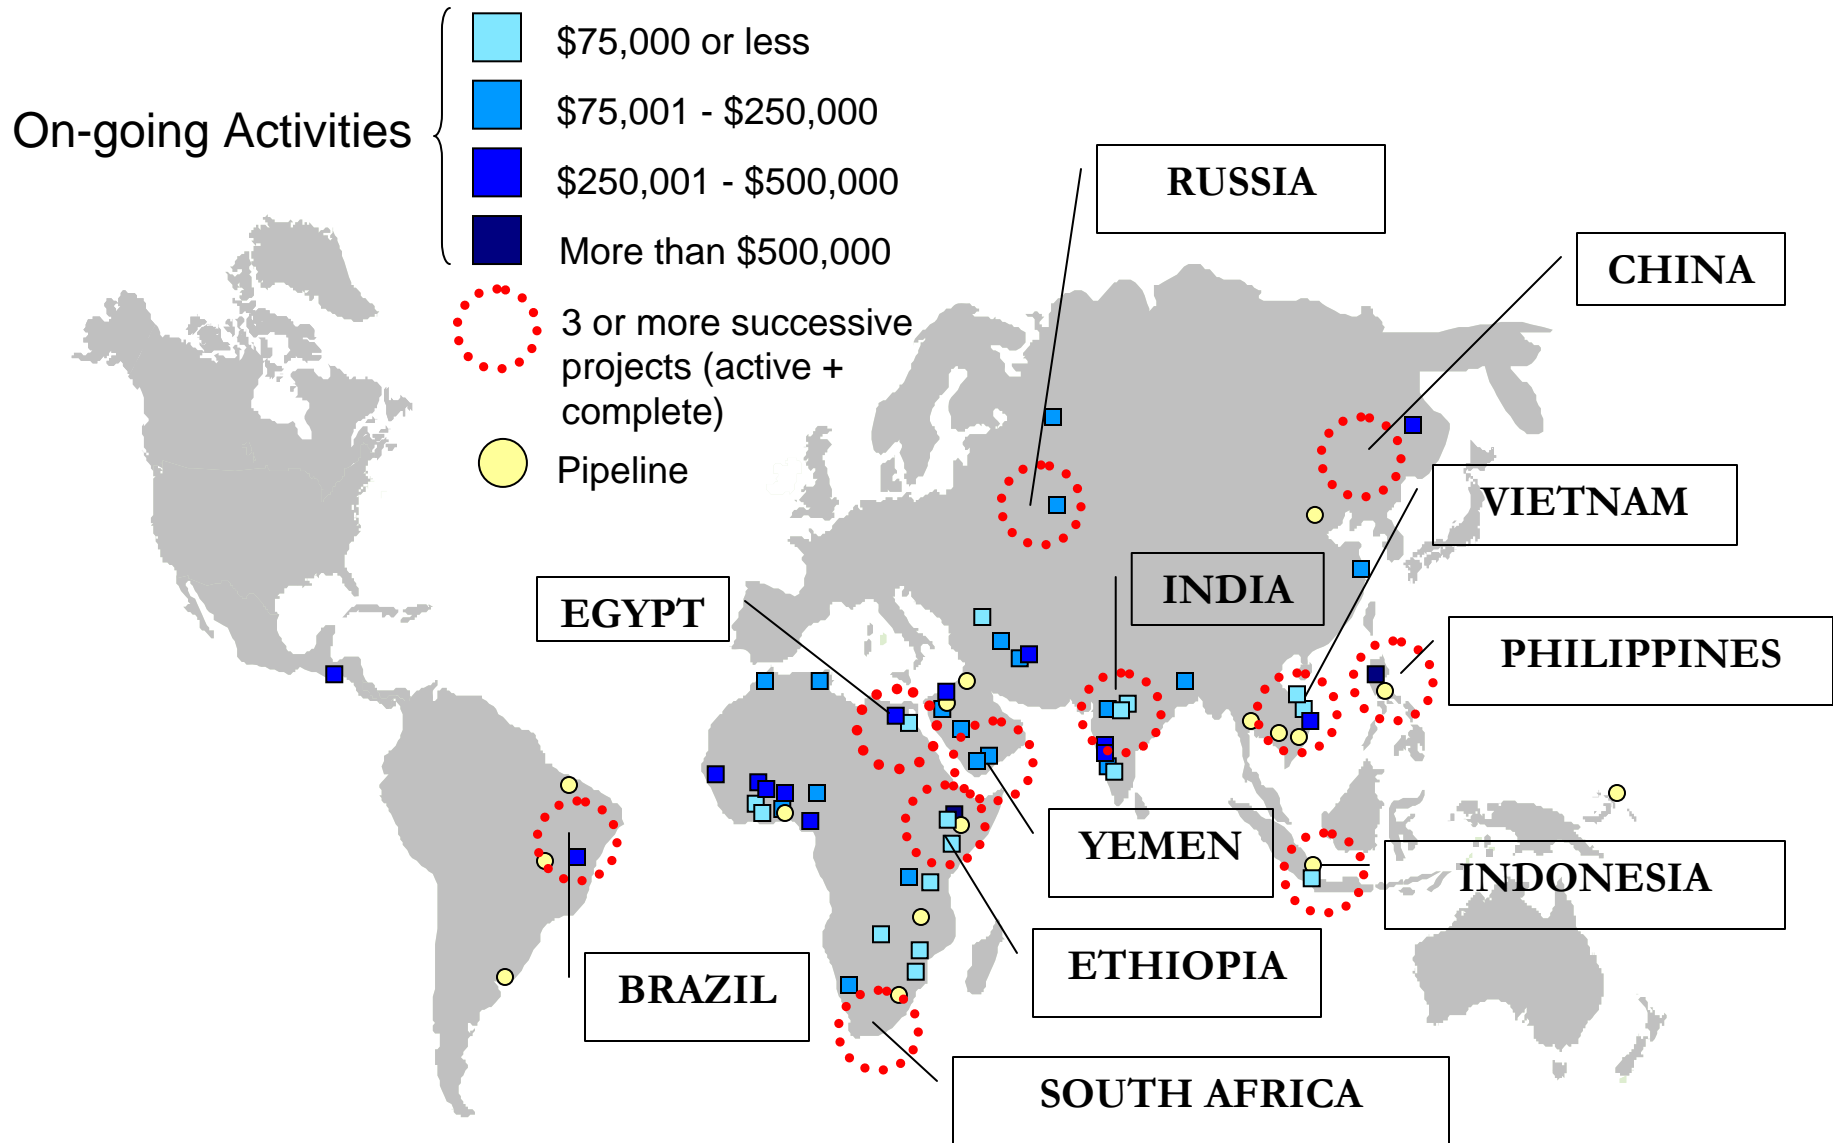 $75,000 or less
$75,001 - $250,000
On-going Activities
$250,001 - $500,000
More than $500,000
3 or more successive
projects (active +
complete)
Pipeline
RUSSIA
CHINA
VIETNAM
INDIA
EGYPT
PHILIPPINES
YEMEN
INDONESIA
ETHIOPIA
BRAZIL
SOUTH AFRICA